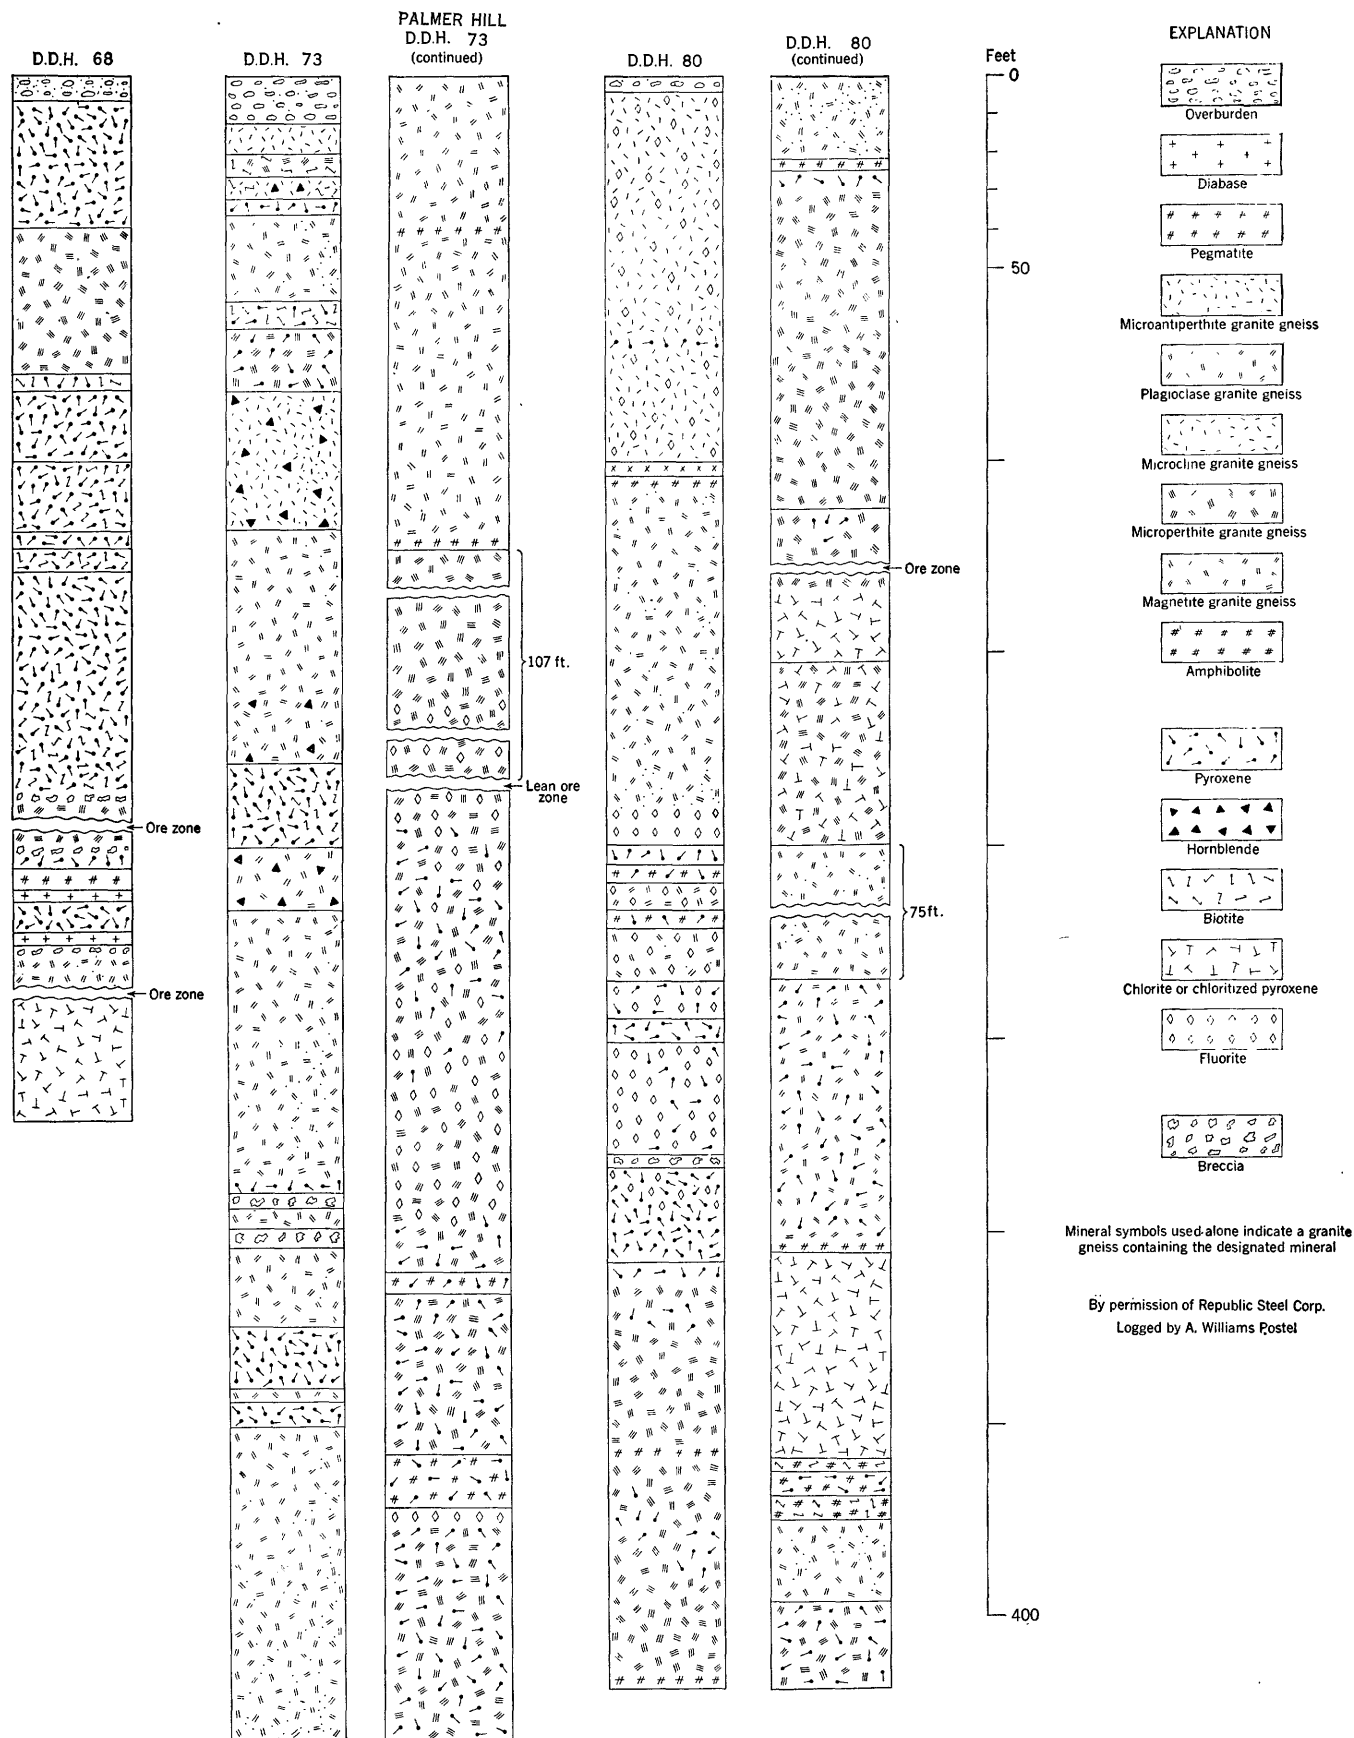 PALMER HILL
D.D.H. 68
D.D.H. 73
D.D.H. 73
(continued)
D.D.H. 80
D.D.H. 80
(continued)
Feet
0
50
400
Ore zone
Ore zone
107 ft.
Lean ore
zone
Ore zone
75ft.
EXPLANATION
Overburden
Diabase
Pegmatite
Microantiperthite granite gneiss
Plagioclase granite gneiss
Microcline granite gneiss
Microperthite granite gneiss
Magnetite granite gneiss
Amphibolite
Pyroxene
Hornblende
Biotite
Chlorite or chloritized pyroxene
Fluorite
Breccia
Mineral symbols used alone indicate a granite
gneiss containing the designated mineral
By permission of Republic Steel Corp.
Logged by A. Williams Postel